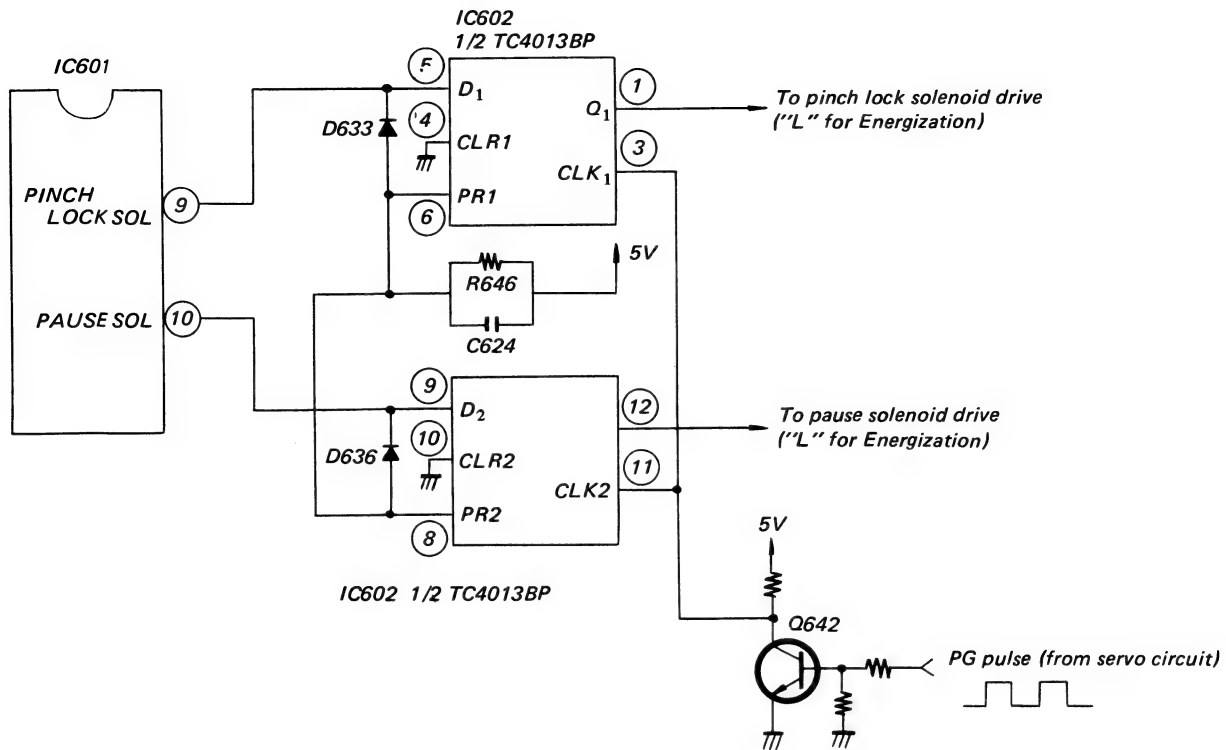 IC602
1/2 TC4013BP
IC601
5
D1
1
Q1
To pinch lock solenoid drive
("L" for Energization)
D633
4
CLR1
3
CLK1
PINCH
LOCK SOL
9
PR1
6
5V
R646
PAUSE SOL
10
C624
9
D2
12
To pause solenoid drive
("L" for Energization)
10
D636
CLR2
11
CLK2
PR2
8
5V
IC602 1/2 TC4013BP
Q642
PG pulse (from servo circuit)